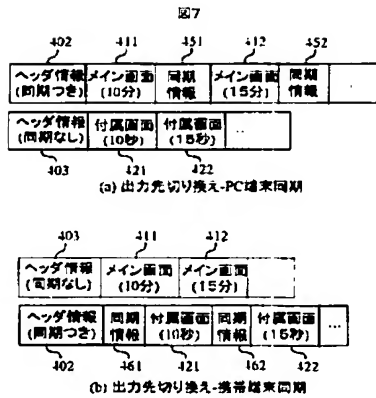 図7
402 411 451 412 452
ヘッダ情報 メイン画面 同期 メイン画面 同期
(同期つき) (10分) 情報 (15分) 情報
ヘッダ情報 付属画面 付属画面 ...
(同期なし) (10秒) (15秒)
403 421 422
(a) 出力先切り換え-PC端末同期
403 411 412
ヘッダ情報 メイン画面 メイン画面
(同期なし) (10分) (15分)
ヘッダ情報 同期 付属画面 同期 付属画面 ...
(同期つき) 情報 (10秒) 情報 (15秒)
402 461 421 462 422
(b) 出力先切り換え-携帯端末同期